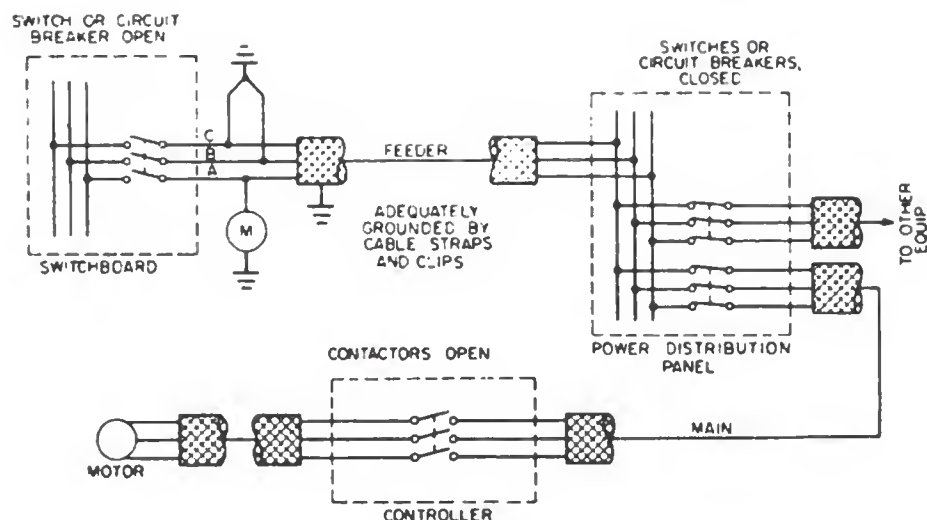 SWITCH OR CIRCUIT
BREAKER OPEN
SWITCHES OR
CIRCUIT BREAKERS,
CLOSED
C
B
A
FEEDER
M
ADEQUATELY
GROUNDED BY
CABLE STRAPS
AND CLIPS
SWITCHBOARD
TO OTHER
EQUIP
POWER DISTRIBUTION
PANEL
CONTACTORS OPEN
MAIN
MOTOR
CONTROLLER